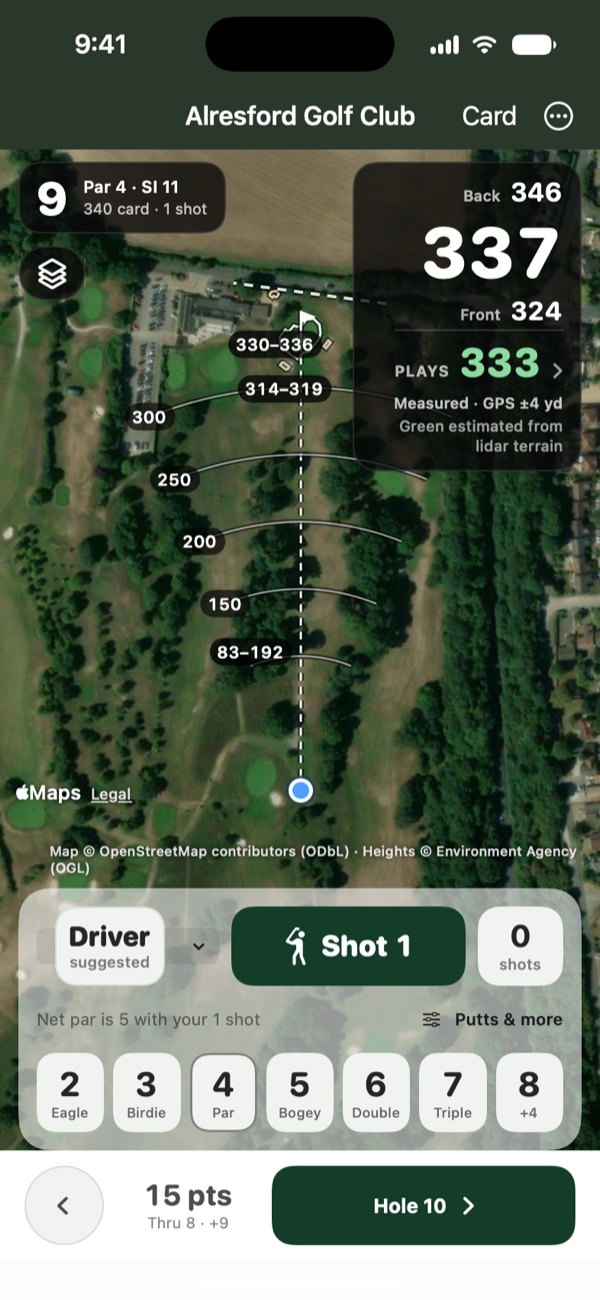 9:41
Alresford Golf Club
Card
9
Par 4 · SI 11
340 card · 1 shot
Back 346
337
Front 324
PLAYS 333
Measured · GPS ±4 yd
Green estimated from
lidar terrain
330–336
314–319
300
250
200
150
83–192
Maps Legal
Map © OpenStreetMap contributors (ODbL) · Heights © Environment Agency
(OGL)
Driver
suggested
Shot 1
0
shots
Net par is 5 with your 1 shot
Putts & more
2
Eagle
3
Birdie
4
Par
5
Bogey
6
Double
7
Triple
8
+4
15 pts
Thru 8 · +9
Hole 10